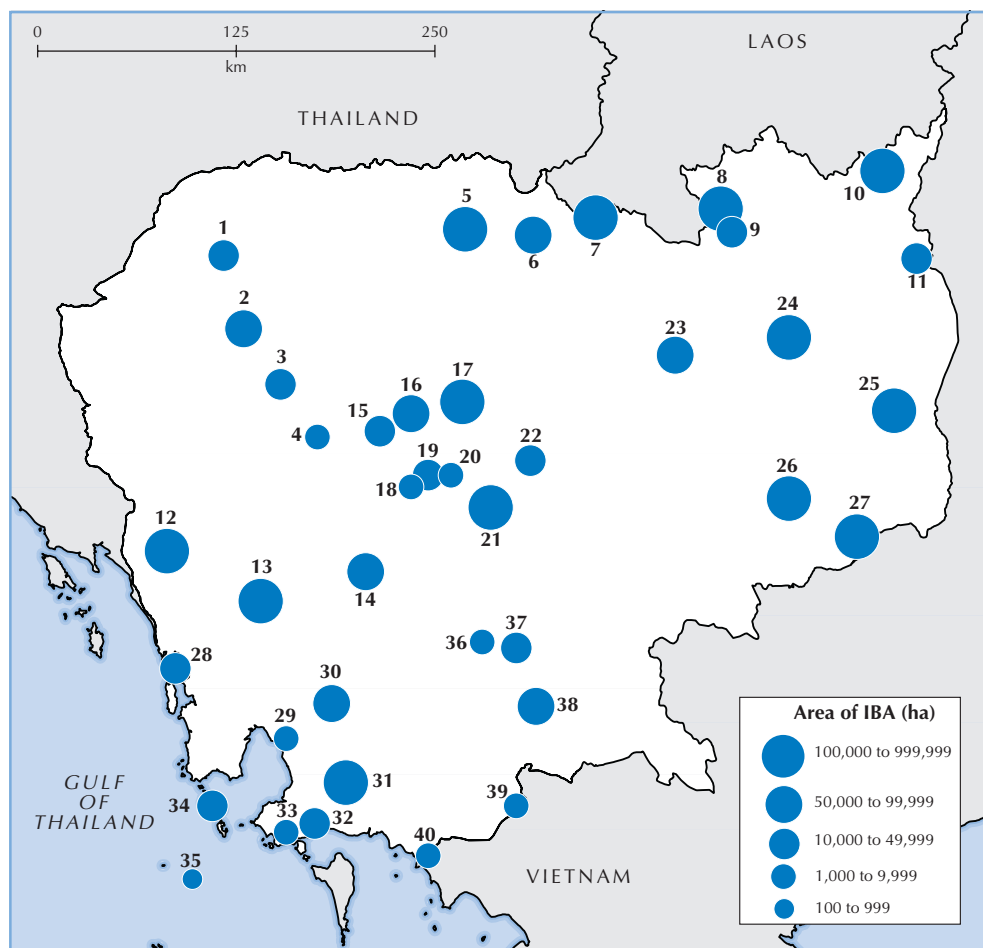 0 125 250
km
LAOS
THAILAND
1
2
3
4
5
6
7
8
9
10
11
12
13
14
15
16
17
18
19
20
21
22
23
24
25
26
27
28
29
30
31
32
33
34
35
36
37
38
39
40
GULF
OF
THAILAND
VIETNAM
Area of IBA (ha)
100,000 to 999,999
50,000 to 99,999
10,000 to 49,999
1,000 to 9,999
100 to 999